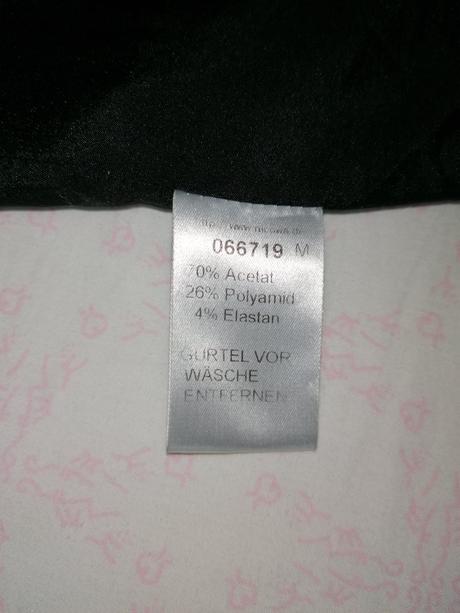 066719 M
70% Acetat
26% Polyamid
4% Elastan
GÜRTEL VOR
WÄSCHE
ENTFERNEN